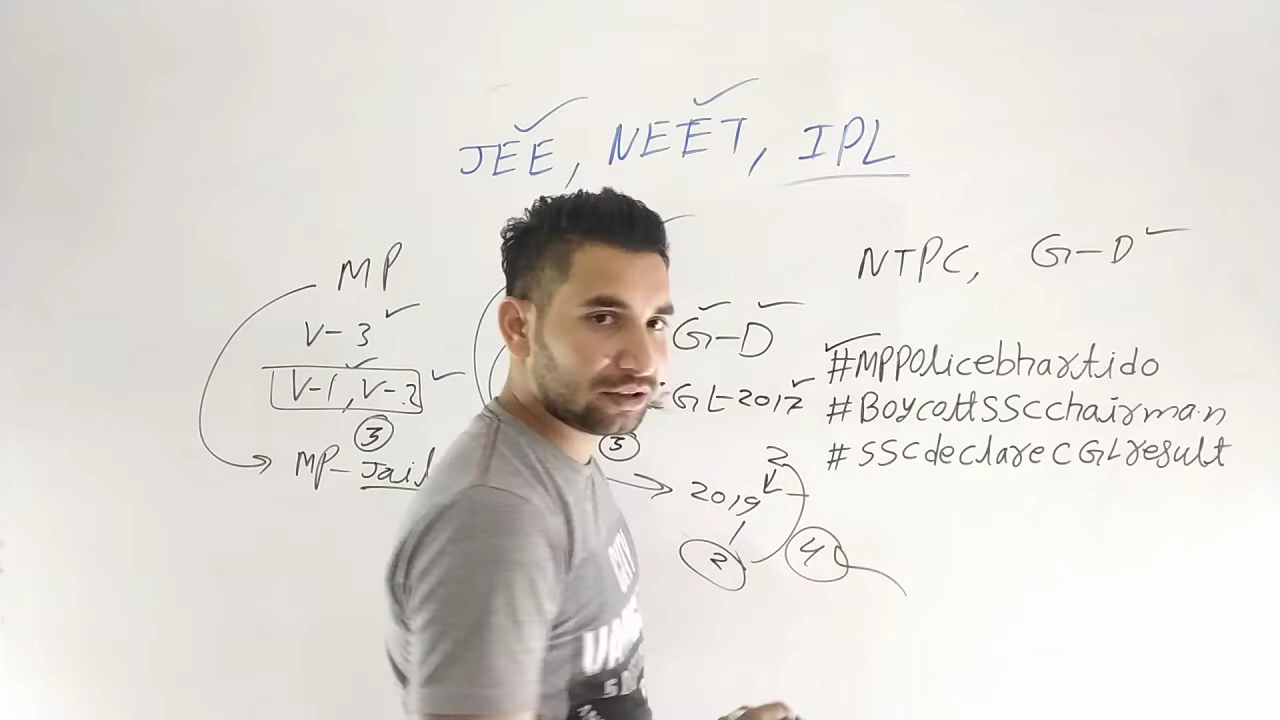 JEE, NEET, IPL
MP
V-3
V-1, V-2
3
MP-Jail
G-D
GL-2017
3
2
2019
2
4
NTPC, G-D
#MPPolicebhartido
#BoycottSSCchairman
#SSCdeclareCGLresult